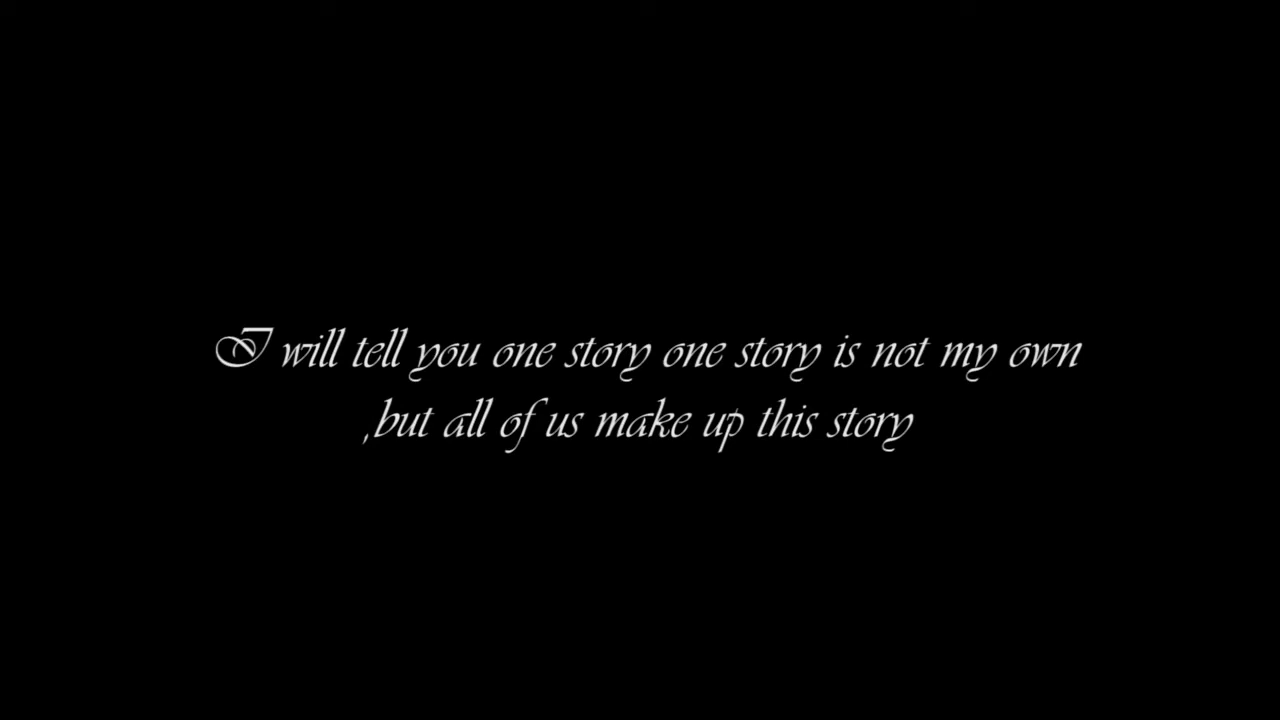 I will tell you one story one story is not my own
,but all of us make up this story